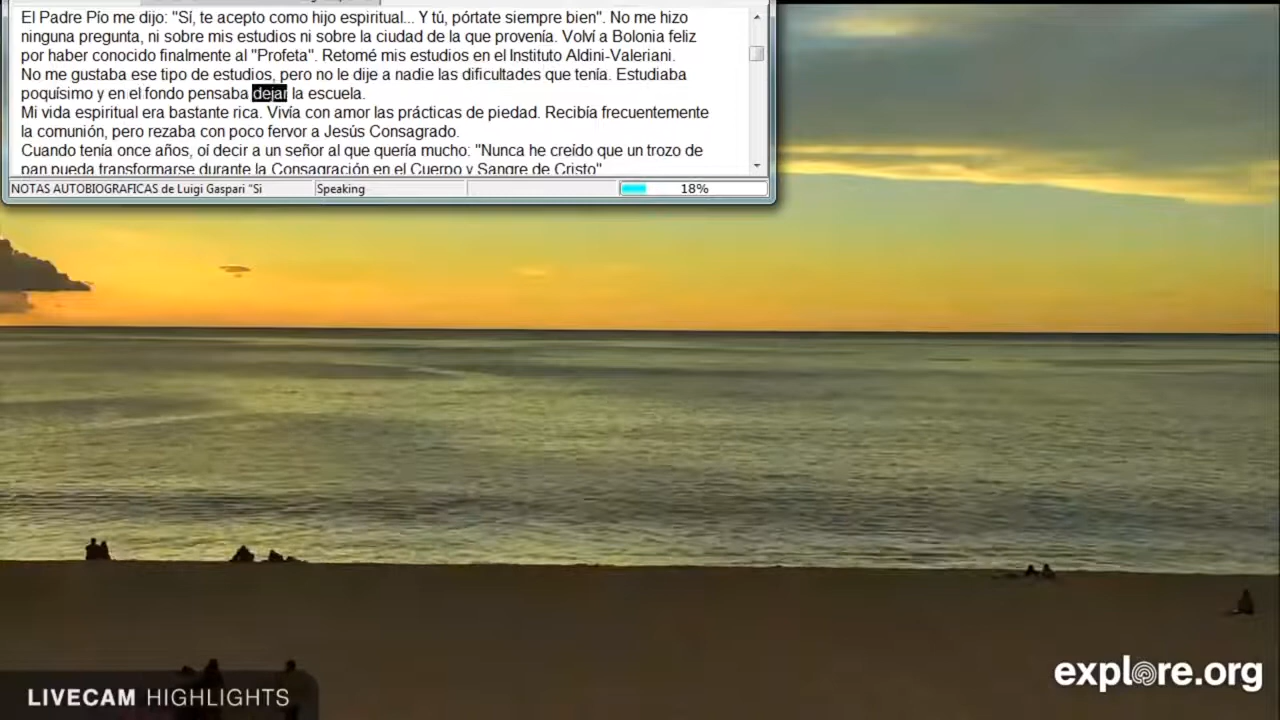 El Padre Pío me dijo: "Sí, te acepto como hijo espiritual... Y tú, pórtate siempre bien". No me hizo
ninguna pregunta, ni sobre mis estudios ni sobre la ciudad de la que provenía. Volví a Bolonia feliz
por haber conocido finalmente al "Profeta". Retomé mis estudios en el Instituto Aldini-Valeriani.
No me gustaba ese tipo de estudios, pero no le dije a nadie las dificultades que tenía. Estudiaba
poquísimo y en el fondo pensaba dejar la escuela.
Mi vida espiritual era bastante rica. Vivía con amor las prácticas de piedad. Recibía frecuentemente
la comunión, pero rezaba con poco fervor a Jesús Consagrado.
Cuando tenía once años, oí decir a un señor al que quería mucho: "Nunca he creído que un trozo de
pan pueda transformarse durante la Consagración en el Cuerpo y Sangre de Cristo"
NOTAS AUTOBIOGRAFICAS de Luigi Gaspari "Si Speaking 18%
explore.org
LIVECAM HIGHLIGHTS